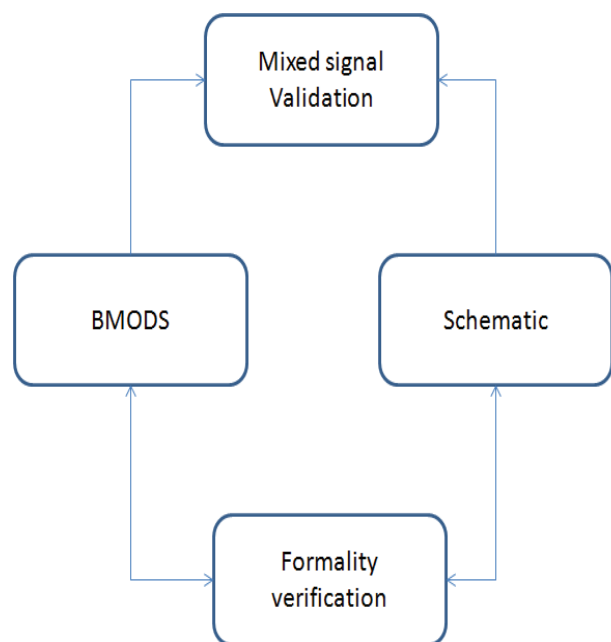 Mixed signal
Validation
BMODS
Schematic
Formality
verification